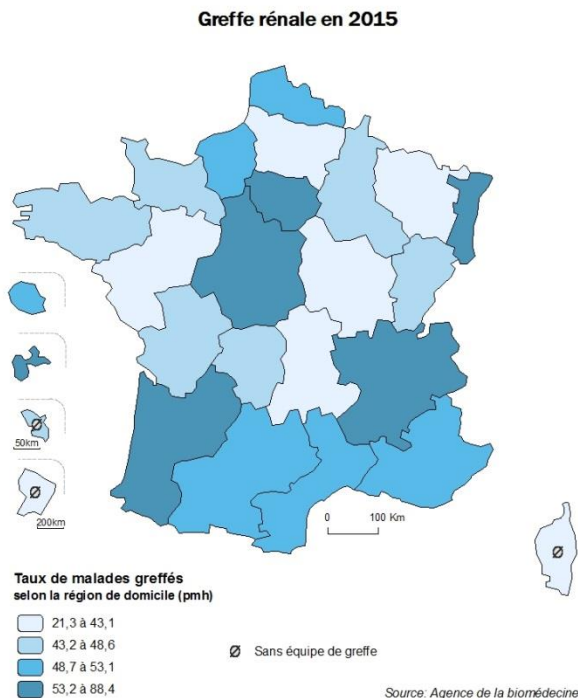 Greffe rénale en 2015
50km
200km
0 100 Km
Taux de malades greffés
selon la région de domicile (pmh)
21,3 à 43,1
43,2 à 48,6
48,7 à 53,1
53,2 à 88,4
Sans équipe de greffe
Source: Agence de la biomédecine